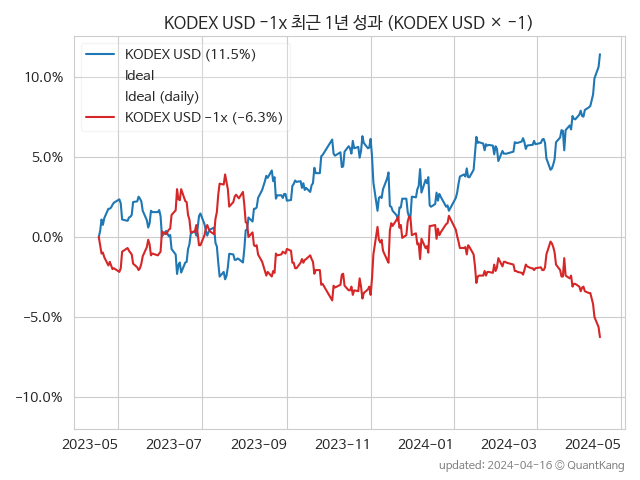 KODEX USD −1x 최근 1년 성과 (KODEX USD × −1)
KODEX USD (11.5%)
Ideal
Ideal (daily)
KODEX USD −1x (−6.3%)
10.0%
5.0%
0.0%
−5.0%
−10.0%
2023-05 2023-07 2023-09 2023-11 2024-01 2024-03 2024-05
updated: 2024-04-16 © QuantKang